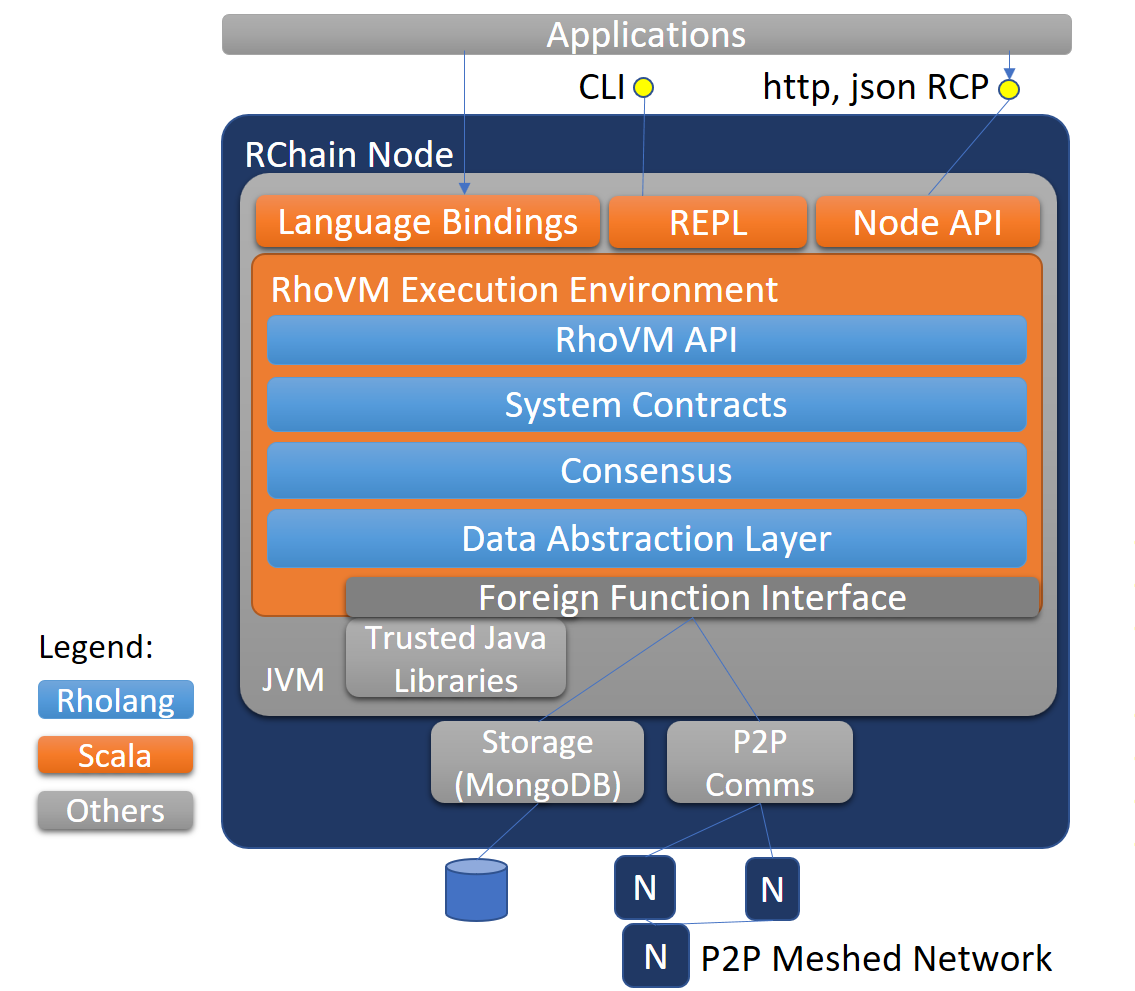 Applications
CLI
http, json RCP
RChain Node
Language Bindings
REPL
Node API
RhoVM Execution Environment
RhoVM API
System Contracts
Consensus
Data Abstraction Layer
Foreign Function Interface
Trusted Java
Libraries
JVM
Legend:
Rholang
Scala
Others
Storage
(MongoDB)
P2P
Comms
N
N
N
P2P Meshed Network